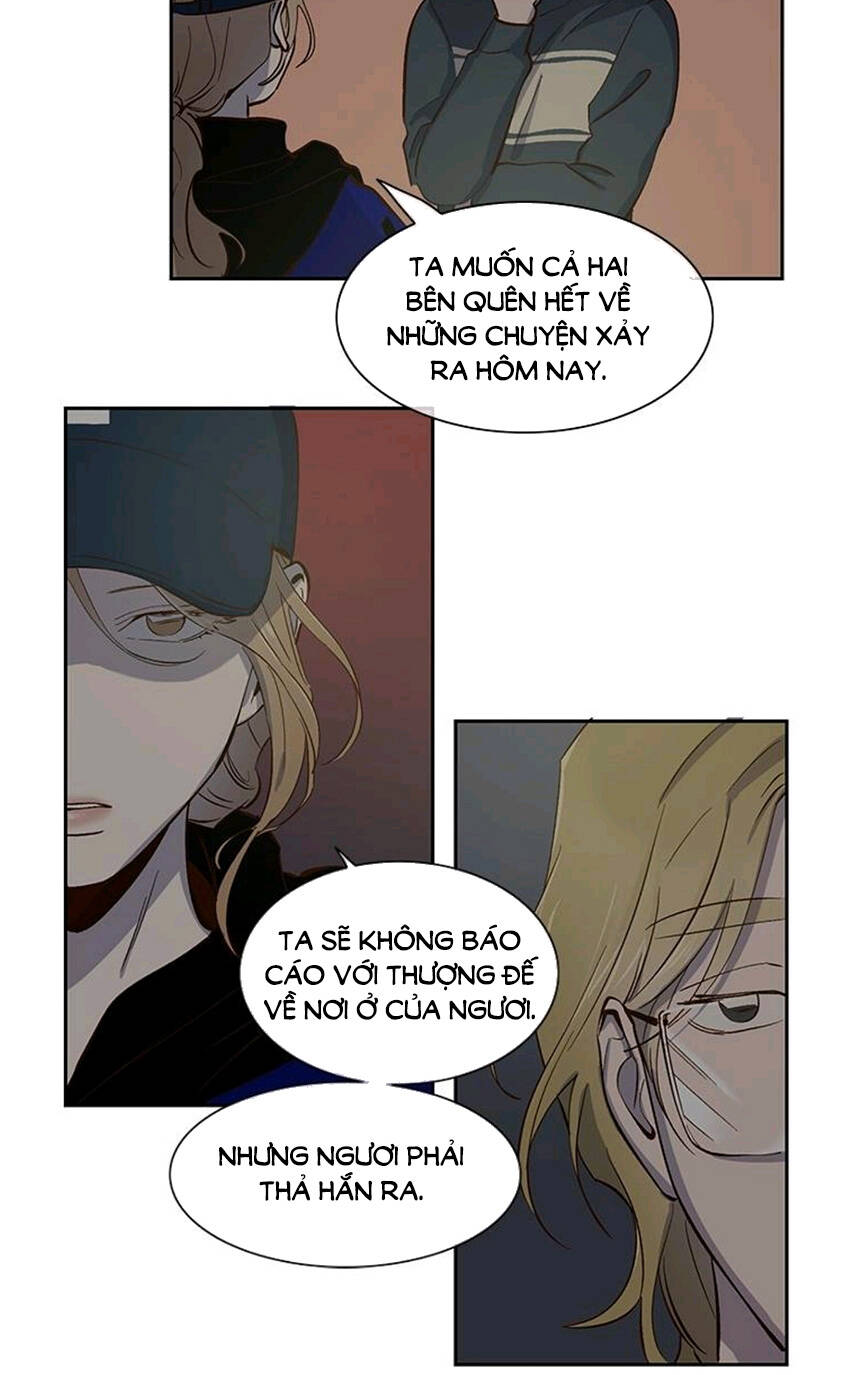 TA MUỐN CẢ HAI
BÊN QUÊN HẾT VỀ
NHỮNG CHUYỆN XẢY
RA HÔM NAY.
TA SẼ KHÔNG BÁO
CÁO VỚI THƯỢNG ĐẾ
VỀ NƠI Ở CỦA NGƯƠI.
NHƯNG NGƯƠI PHẢI
THẢ HẮN RA.